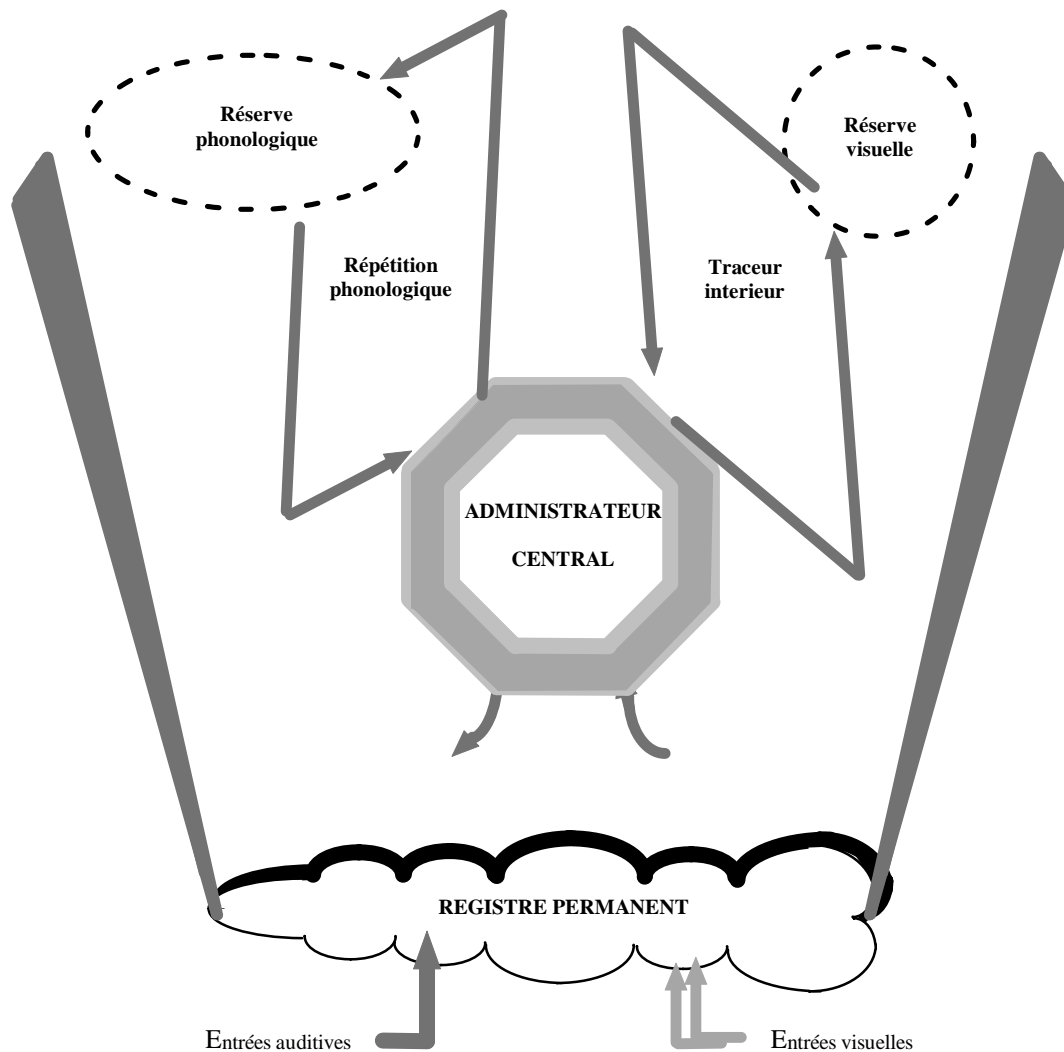 Réserve
phonologique
Réserve
visuelle
Répétition
phonologique
Traceur
interieur
ADMINISTRATEUR
CENTRAL
REGISTRE PERMANENT
Entrées auditives
Entrées visuelles